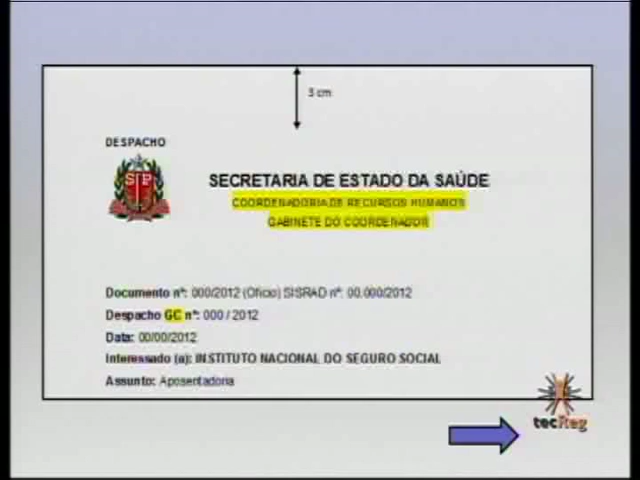 3 cm
DESPACHO
SP
SECRETARIA DE ESTADO DA SAÚDE
COORDENADORIA DE RECURSOS HUMANOS
GABINETE DO COORDENADOR
Documento nº: 000/2012 (Ofício) SISRAD nº: 00.000/2012
Despacho GC nº: 000 / 2012
Data: 00/00/2012
Interessado (a): INSTITUTO NACIONAL DO SEGURO SOCIAL
Assunto: Aposentadoria
tecReg